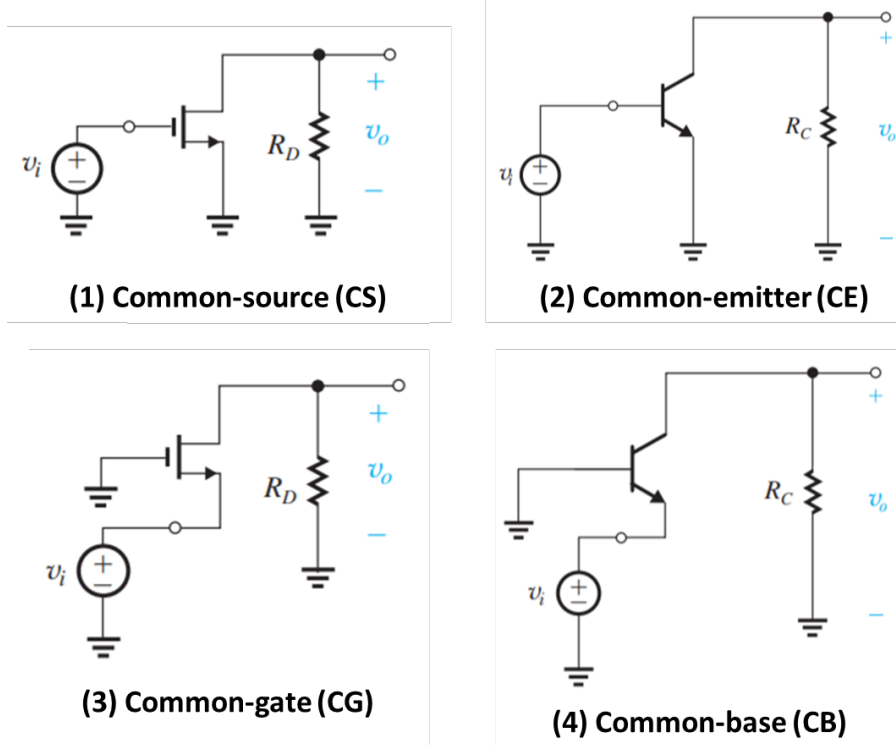 +
v_i
+
−
R_D
v_o
−
(1) Common-source (CS)
+
v_i
+
−
R_C
v_o
−
(2) Common-emitter (CE)
+
R_D
v_o
−
v_i
+
−
(3) Common-gate (CG)
+
R_C
v_o
v_i
+
−
−
(4) Common-base (CB)